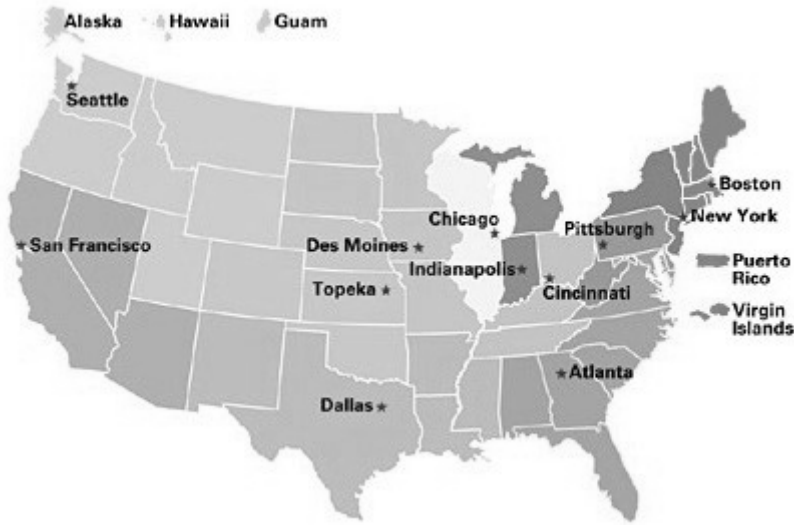 Alaska
Hawaii
Guam
Seattle
Boston
New York
Chicago
Pittsburgh
San Francisco
Des Moines
Puerto
Rico
Indianapolis
Topeka
Cincinnati
Virgin
Islands
Atlanta
Dallas